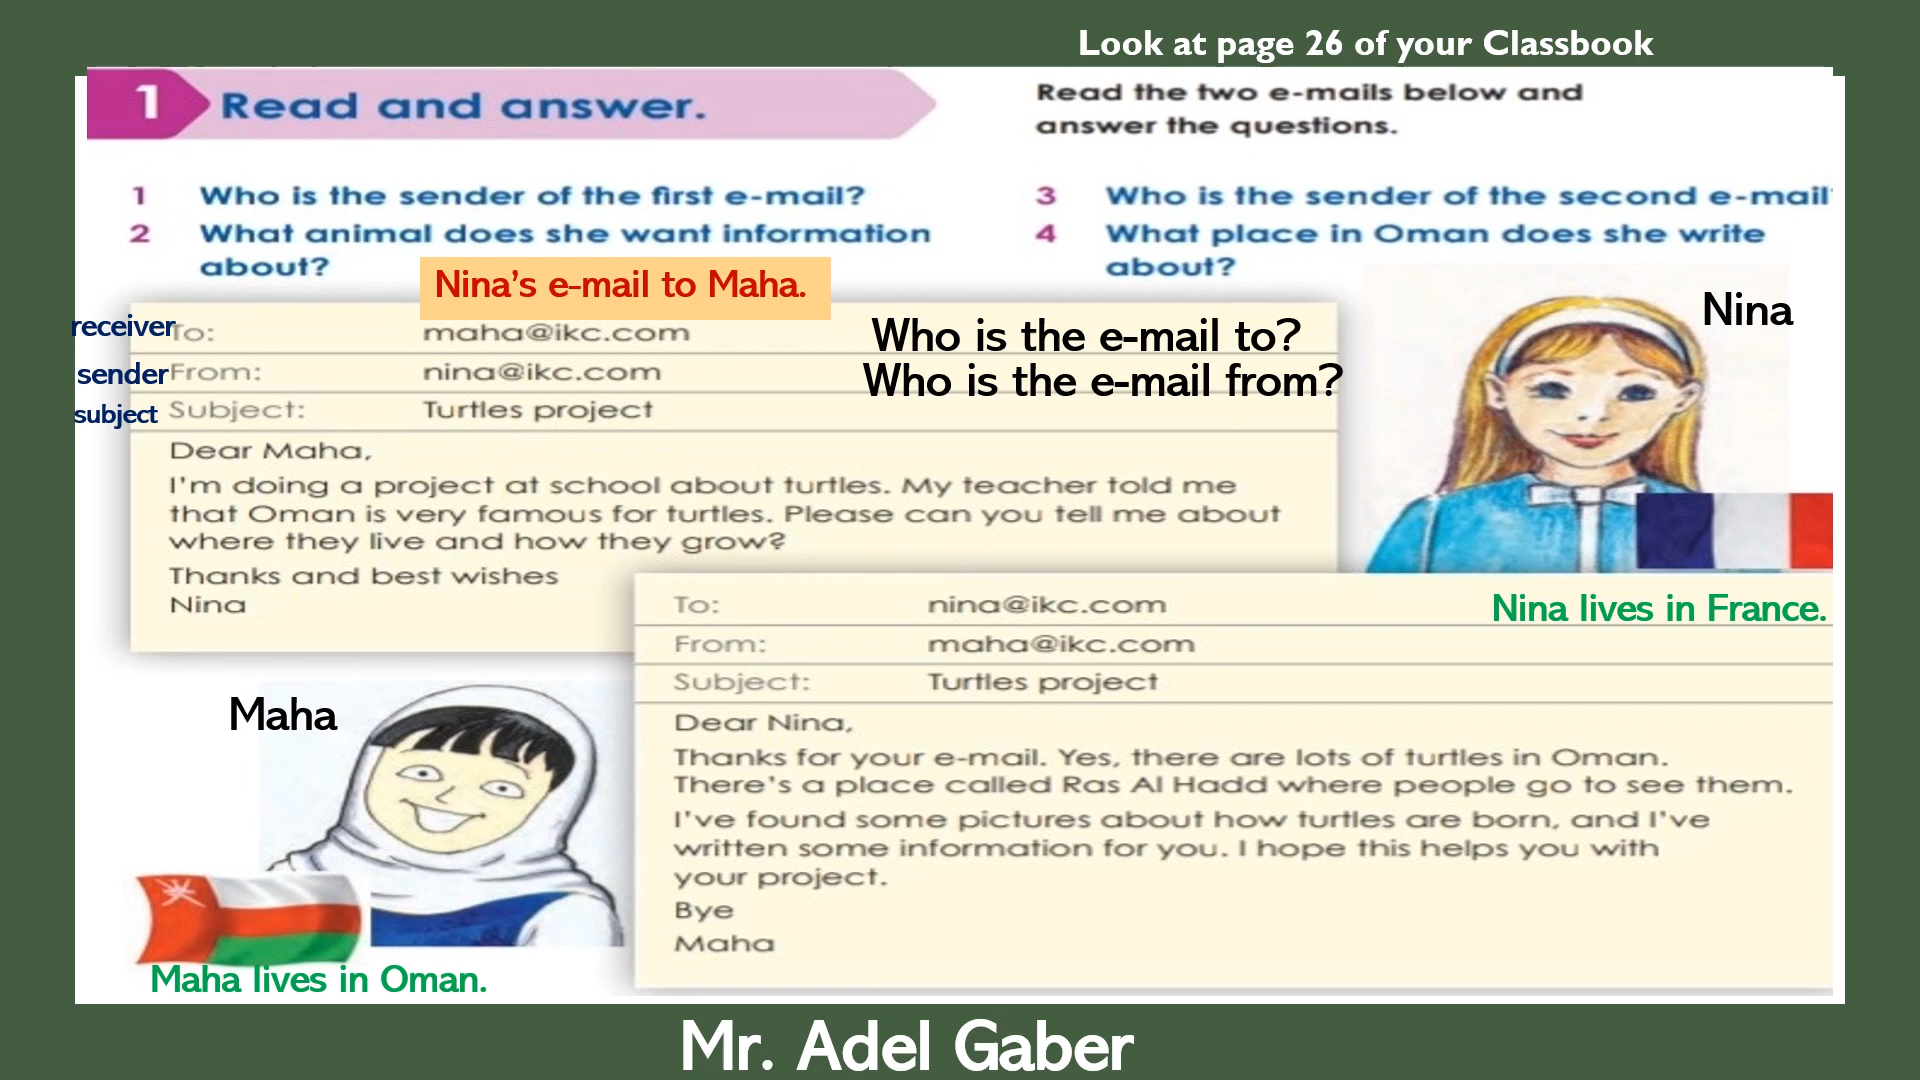 Look at page 26 of your Classbook
1 Read and answer.
Read the two e-mails below and
answer the questions.
1 Who is the sender of the first e-mail?
2 What animal does she want information
about?
3 Who is the sender of the second e-mail
4 What place in Oman does she write
about?
Nina's e-mail to Maha.
Nina
receiver To: maha@ikc.com
Who is the e-mail to?
sender From: nina@ikc.com
Who is the e-mail from?
subject Subject: Turtles project
Dear Maha,
I'm doing a project at school about turtles. My teacher told me
that Oman is very famous for turtles. Please can you tell me about
where they live and how they grow?
Thanks and best wishes
Nina
Nina lives in France.
To: nina@ikc.com
From: maha@ikc.com
Subject: Turtles project
Dear Nina,
Thanks for your e-mail. Yes, there are lots of turtles in Oman.
There's a place called Ras Al Hadd where people go to see them.
I've found some pictures about how turtles are born, and I've
written some information for you. I hope this helps you with
your project.
Bye
Maha
Maha
Maha lives in Oman.
Mr. Adel Gaber